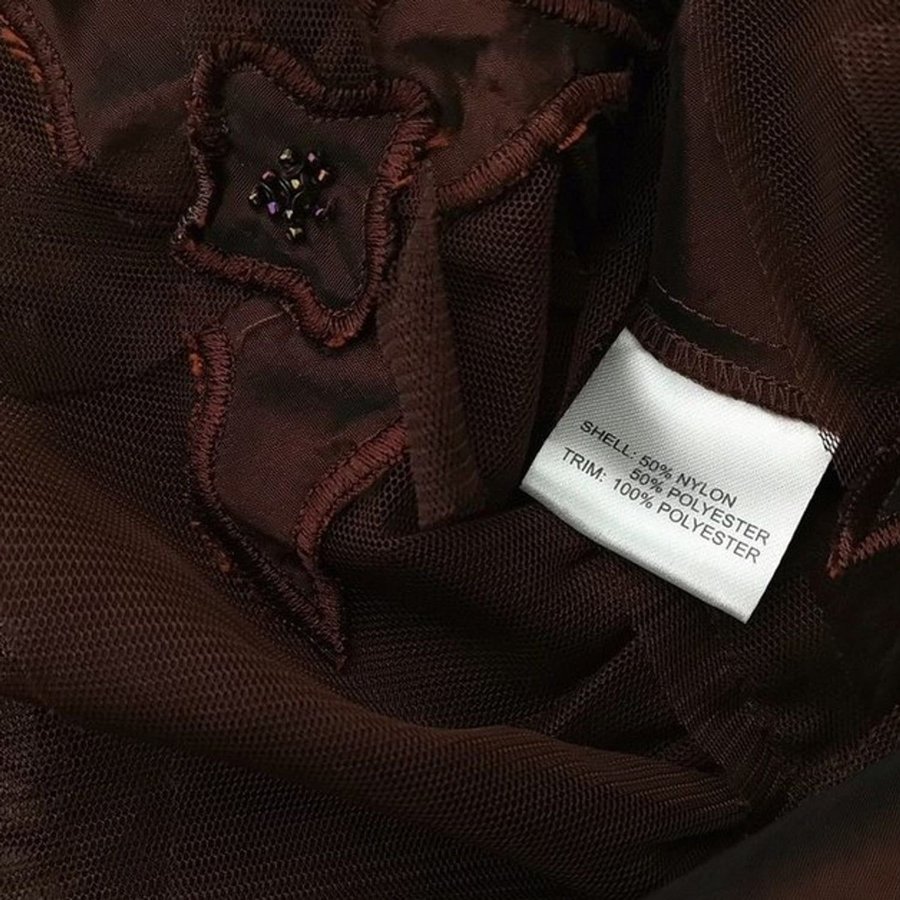 SHELL: 50% NYLON
50% POLYESTER
TRIM: 100% POLYESTER